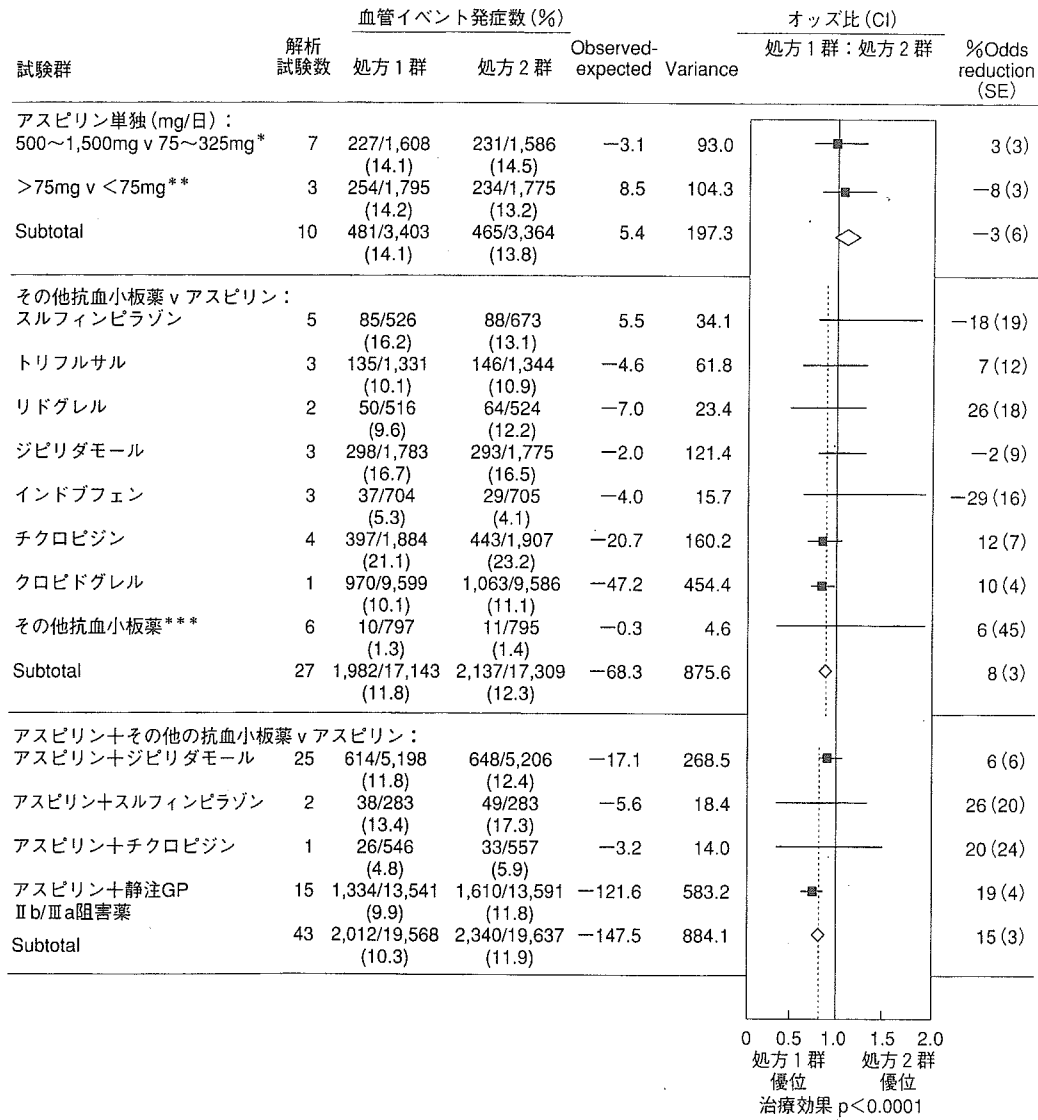 血管イベント発症数(%) オッズ比(CI)
試験群 解析試験数 処方1群 処方2群 Observed-expected Variance 処方1群：処方2群 %Odds reduction (SE)
アスピリン単独(mg/日)：
500〜1,500mg v 75〜325mg* 7 227/1,608 231/1,586 −3.1 93.0 3(3)
(14.1) (14.5)
>75mg v <75mg** 3 254/1,795 234/1,775 8.5 104.3 −8(3)
(14.2) (13.2)
Subtotal 10 481/3,403 465/3,364 5.4 197.3 −3(6)
(14.1) (13.8)
その他抗血小板薬 v アスピリン：
スルフィンピラゾン 5 85/526 88/673 5.5 34.1 −18(19)
(16.2) (13.1)
トリフルサル 3 135/1,331 146/1,344 −4.6 61.8 7(12)
(10.1) (10.9)
リドグレル 2 50/516 64/524 −7.0 23.4 26(18)
(9.6) (12.2)
ジピリダモール 3 298/1,783 293/1,775 −2.0 121.4 −2(9)
(16.7) (16.5)
インドブフェン 3 37/704 29/705 −4.0 15.7 −29(16)
(5.3) (4.1)
チクロピジン 4 397/1,884 443/1,907 −20.7 160.2 12(7)
(21.1) (23.2)
クロピドグレル 1 970/9,599 1,063/9,586 −47.2 454.4 10(4)
(10.1) (11.1)
その他抗血小板薬*** 6 10/797 11/795 −0.3 4.6 6(45)
(1.3) (1.4)
Subtotal 27 1,982/17,143 2,137/17,309 −68.3 875.6 8(3)
(11.8) (12.3)
アスピリン＋その他の抗血小板薬 v アスピリン：
アスピリン＋ジピリダモール 25 614/5,198 648/5,206 −17.1 268.5 6(6)
(11.8) (12.4)
アスピリン＋スルフィンピラゾン 2 38/283 49/283 −5.6 18.4 26(20)
(13.4) (17.3)
アスピリン＋チクロピジン 1 26/546 33/557 −3.2 14.0 20(24)
(4.8) (5.9)
アスピリン＋静注GP 15 1,334/13,541 1,610/13,591 −121.6 583.2 19(4)
Ⅱb/Ⅲa阻害薬 (9.9) (11.8)
Subtotal 43 2,012/19,568 2,340/19,637 −147.5 884.1 15(3)
(10.3) (11.9)
0 0.5 1.0 1.5 2.0
処方1群 処方2群
優位 優位
治療効果 p<0.0001